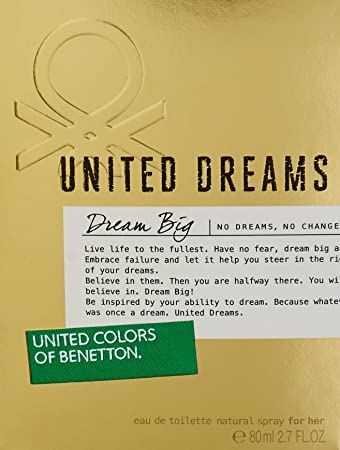 UNITED DREAMS
Dream Big | NO DREAMS, NO CHANGE
Live life to the fullest. Have no fear, dream big a
Embrace failure and let it help you steer in the ri
of your dreams.
Believe in them. Then you are halfway there. You wi
believe in. Dream Big!
Be inspired by your ability to dream. Because whate
was once a dream. United Dreams.
UNITED COLORS
OF BENETTON.
eau de toilette natural spray for her
℮ 80ml 2.7 FL.OZ.